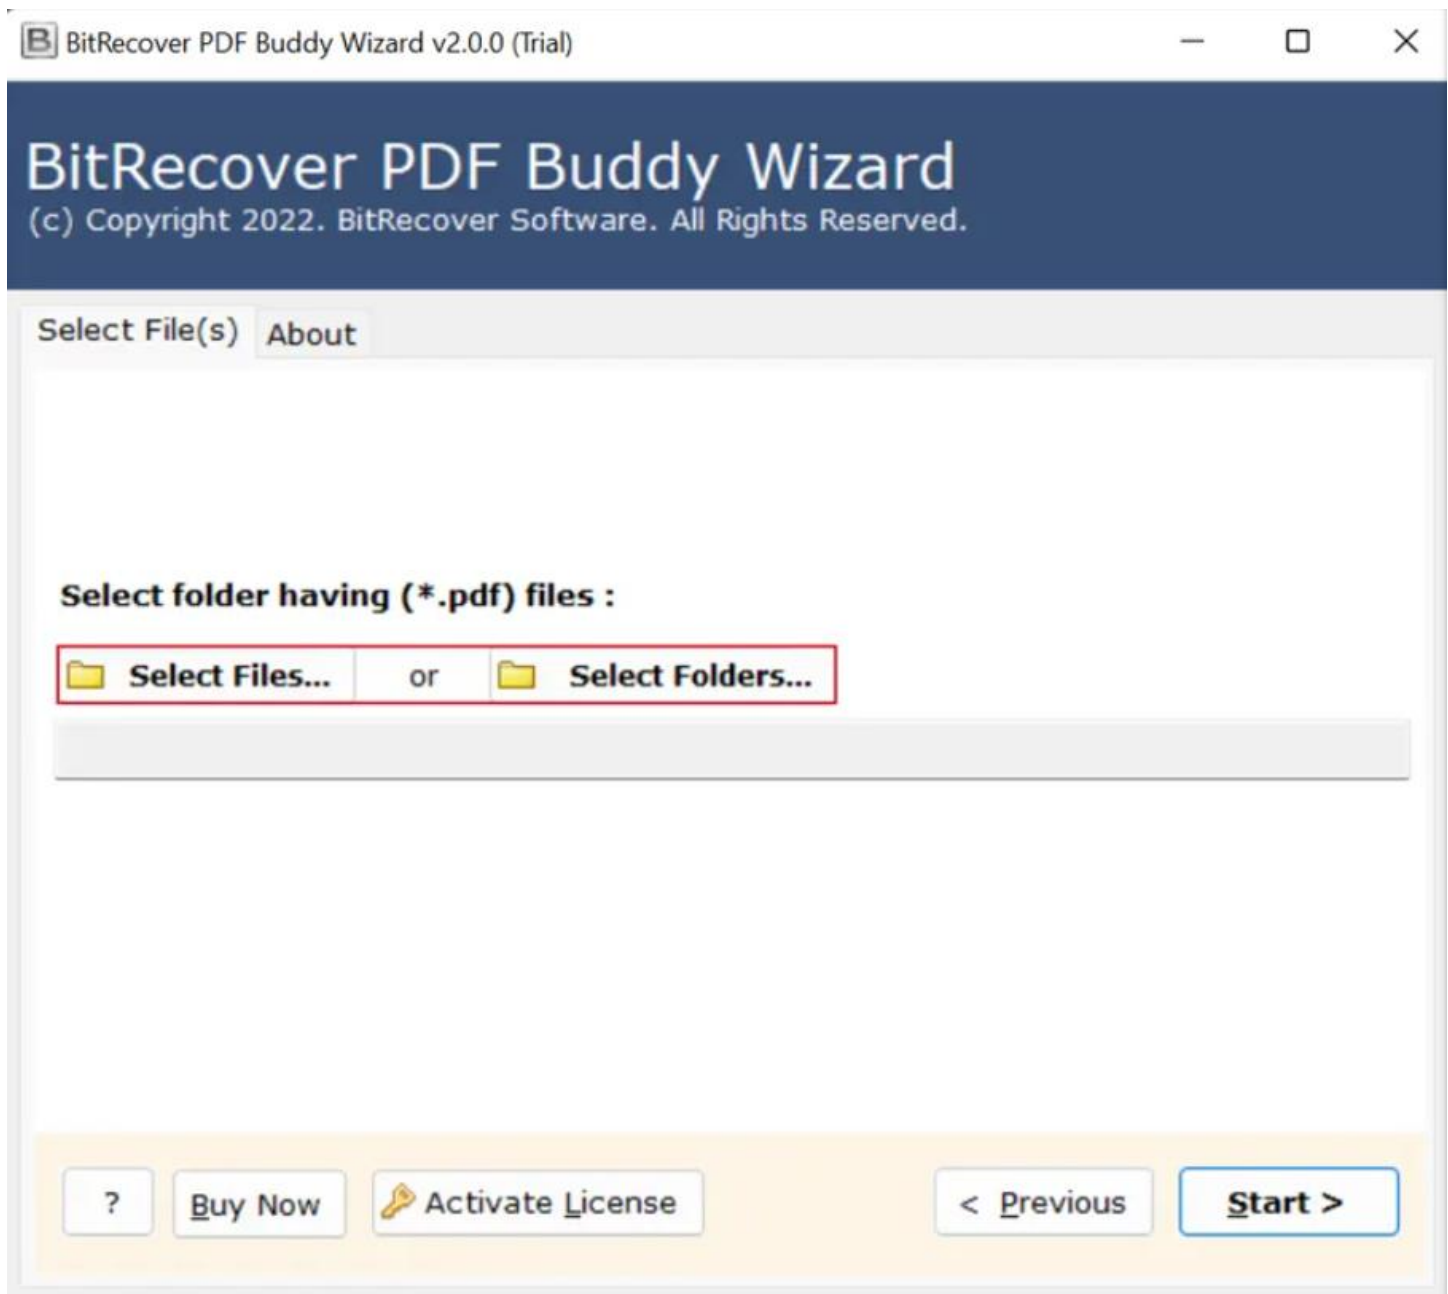 BitRecover PDF Buddy Wizard v2.0.0 (Trial)
BitRecover PDF Buddy Wizard
(c) Copyright 2022. BitRecover Software. All Rights Reserved.
Select File(s) About
Select folder having (*.pdf) files :
Select Files... or Select Folders...
? Buy Now Activate License < Previous Start >